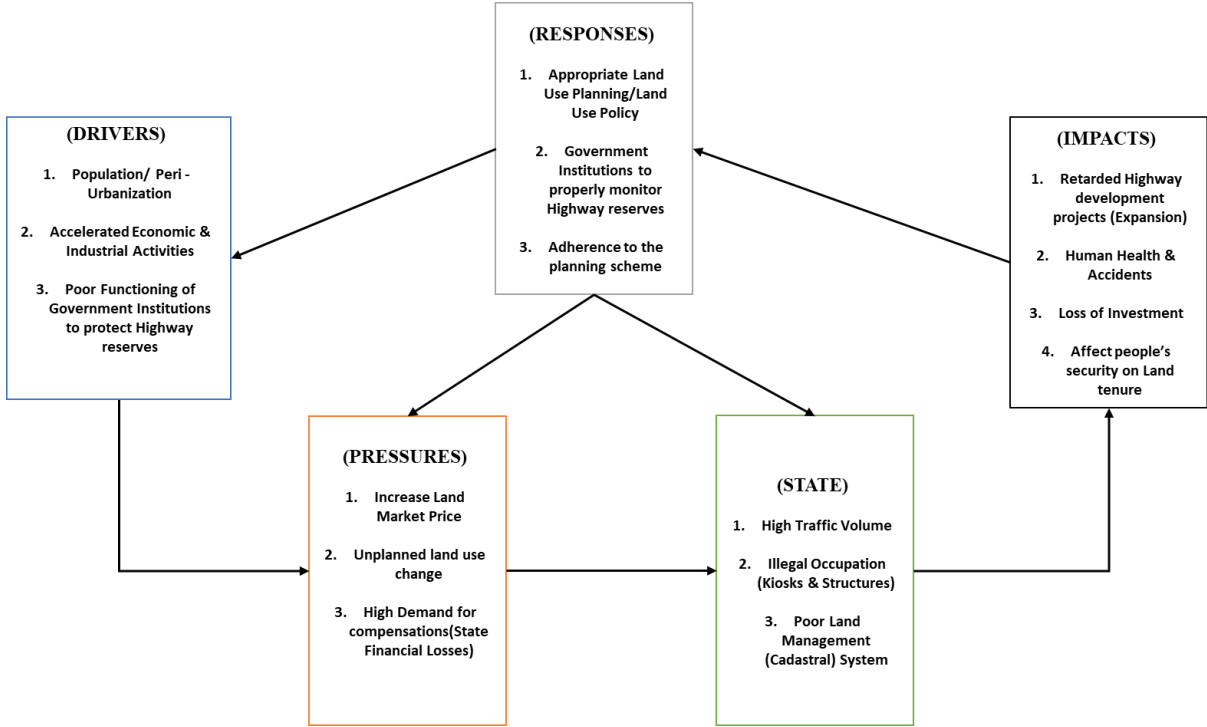 (RESPONSES)
1. Appropriate Land
Use Planning/Land
Use Policy
2. Government
Institutions to
properly monitor
Highway reserves
3. Adherence to the
planning scheme
(DRIVERS)
1. Population/ Peri -
Urbanization
2. Accelerated Economic &
Industrial Activities
3. Poor Functioning of
Government Institutions
to protect Highway
reserves
(IMPACTS)
1. Retarded Highway
development
projects (Expansion)
2. Human Health &
Accidents
3. Loss of Investment
4. Affect people’s
security on Land
tenure
(PRESSURES)
1. Increase Land
Market Price
2. Unplanned land use
change
3. High Demand for
compensations(State
Financial Losses)
(STATE)
1. High Traffic Volume
2. Illegal Occupation
(Kiosks & Structures)
3. Poor Land
Management
(Cadastral) System